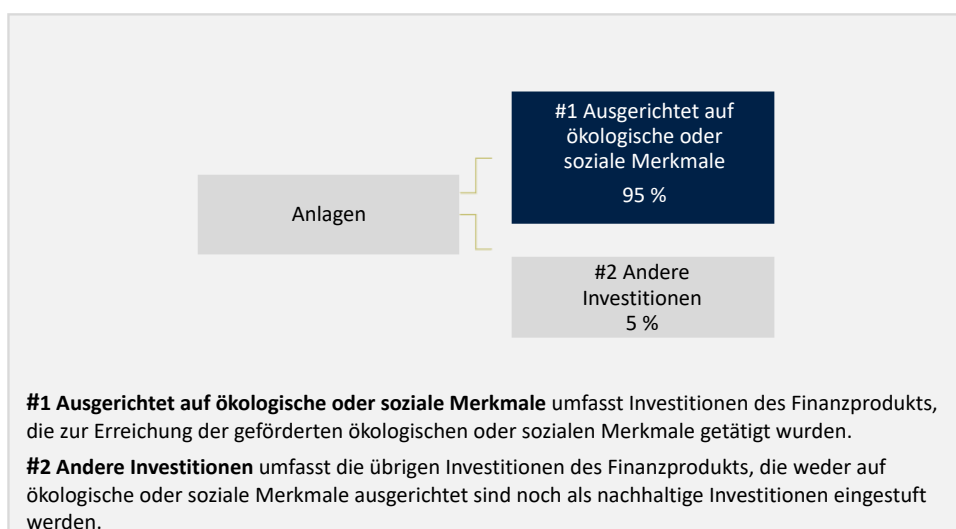 #1 Ausgerichtet auf
ökologische oder
soziale Merkmale
95 %
Anlagen
#2 Andere
Investitionen
5 %
#1 Ausgerichtet auf ökologische oder soziale Merkmale umfasst Investitionen des Finanzprodukts,
die zur Erreichung der geförderten ökologischen oder sozialen Merkmale getätigt wurden.
#2 Andere Investitionen umfasst die übrigen Investitionen des Finanzprodukts, die weder auf
ökologische oder soziale Merkmale ausgerichtet sind noch als nachhaltige Investitionen eingestuft
werden.